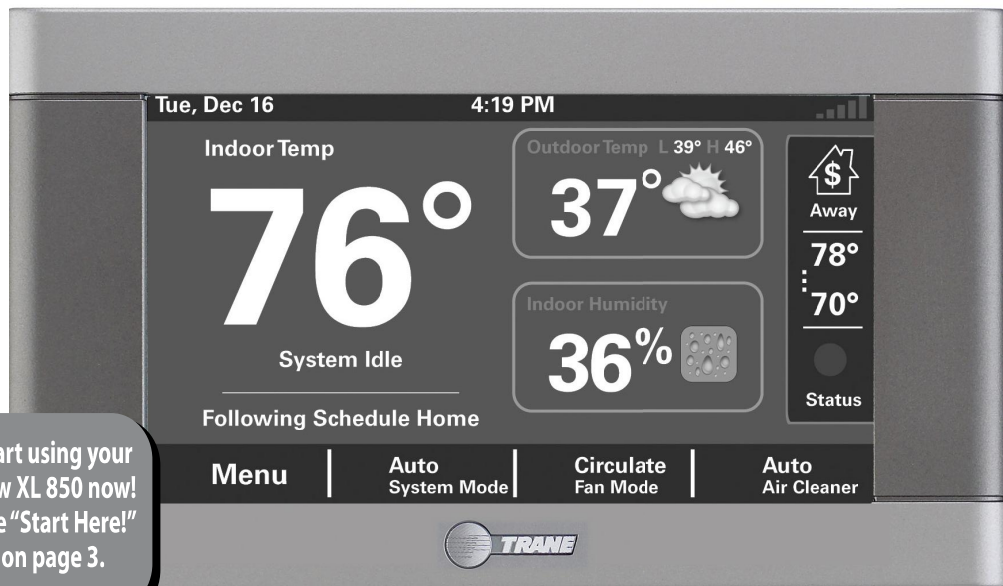 Tue, Dec 16
4:19 PM
Indoor Temp
76°
System Idle
Following Schedule Home
Outdoor Temp L 39° H 46°
37°
Indoor Humidity
36%
$
Away
78°
70°
Status
Menu
Auto
System Mode
Circulate
Fan Mode
Auto
Air Cleaner
using your
XL 850 now!
"Start Here!"
on page 3.
TRANE